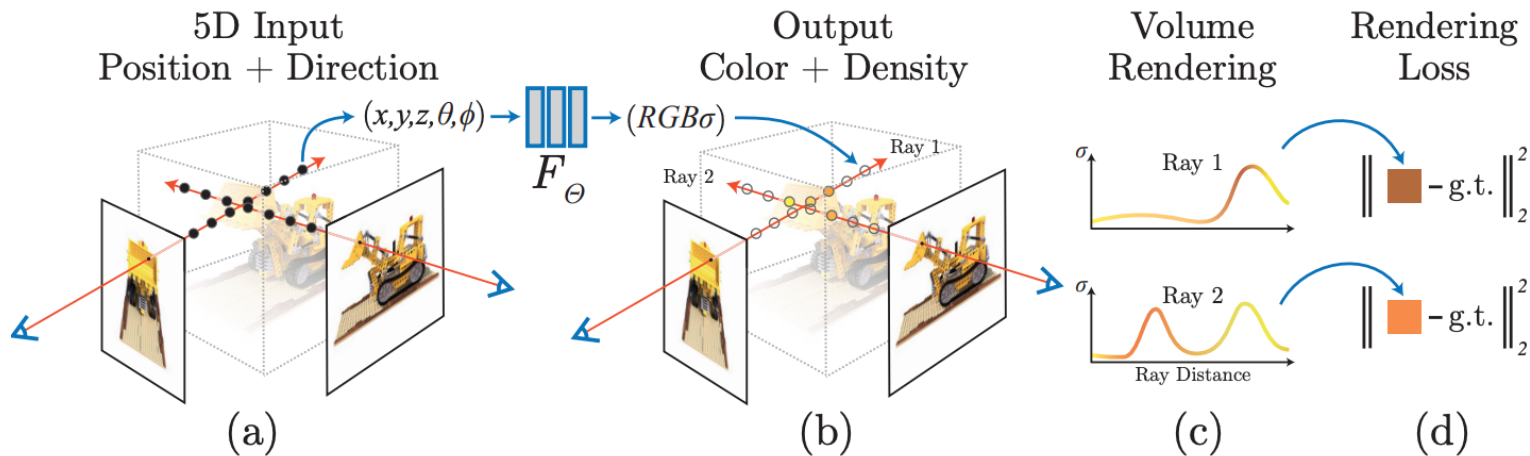 5D Input
Position + Direction
Output
Color + Density
Volume
Rendering
Rendering
Loss
(x,y,z,θ,ϕ)
F_Θ
(RGBσ)
Ray 1
Ray 2
σ
Ray 1
‖ – g.t. ‖₂²
σ
Ray 2
Ray Distance
‖ – g.t. ‖₂²
(a)
(b)
(c)
(d)